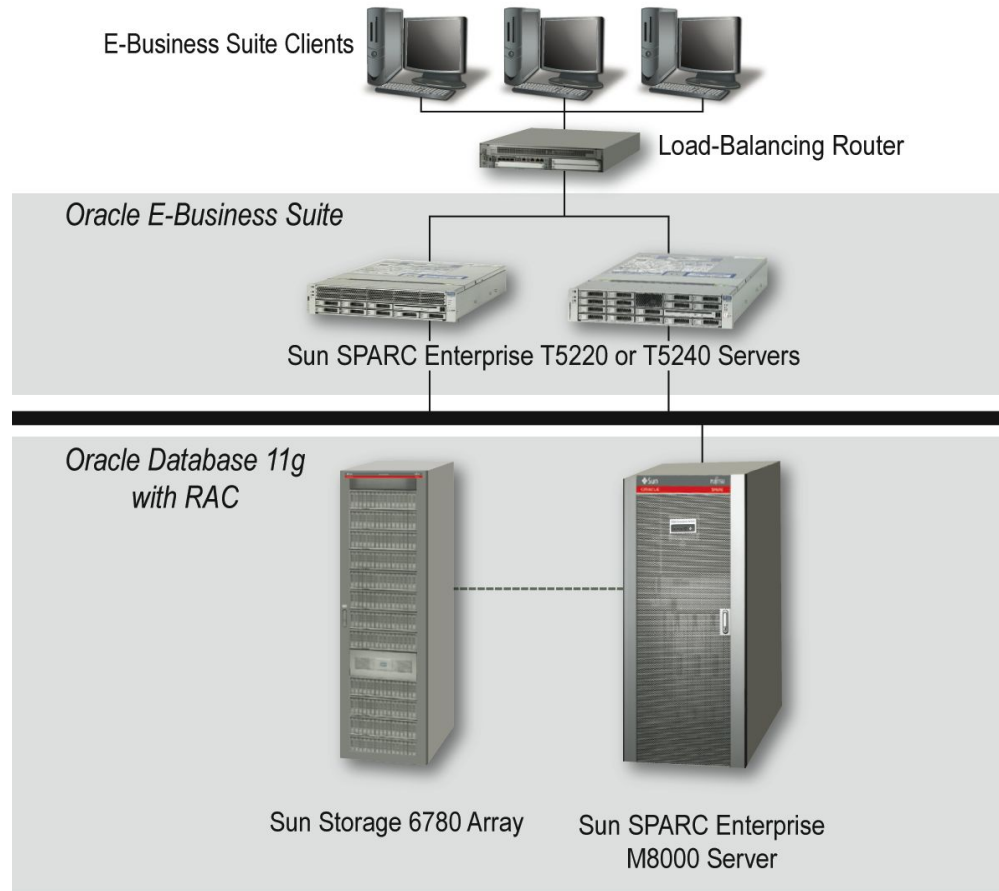 E-Business Suite Clients
Load-Balancing Router
Oracle E-Business Suite
Sun SPARC Enterprise T5220 or T5240 Servers
Oracle Database 11g
with RAC
Sun
Sun Storage 6780 Array
Sun SPARC Enterprise
M8000 Server